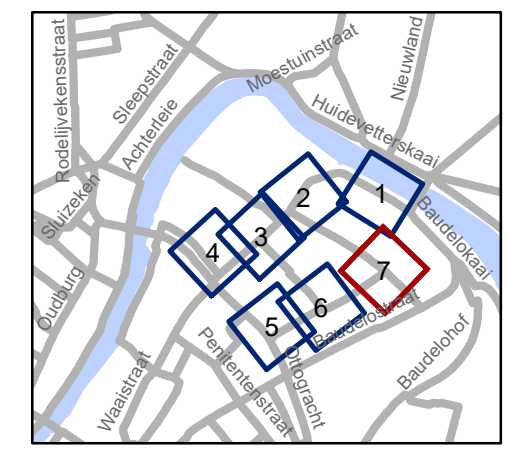 Rodelijvekensstraat
Sleepstraat
Moestuinstraat
Nieuwland
Achterleie
Huidevetterskaai
Sluizeken
2
1
Baudelokaai
4
3
7
Oudburg
5
6
Baudelostraat
Waaistraat
Penitentenstraat
Ottogracht
Baudelohof